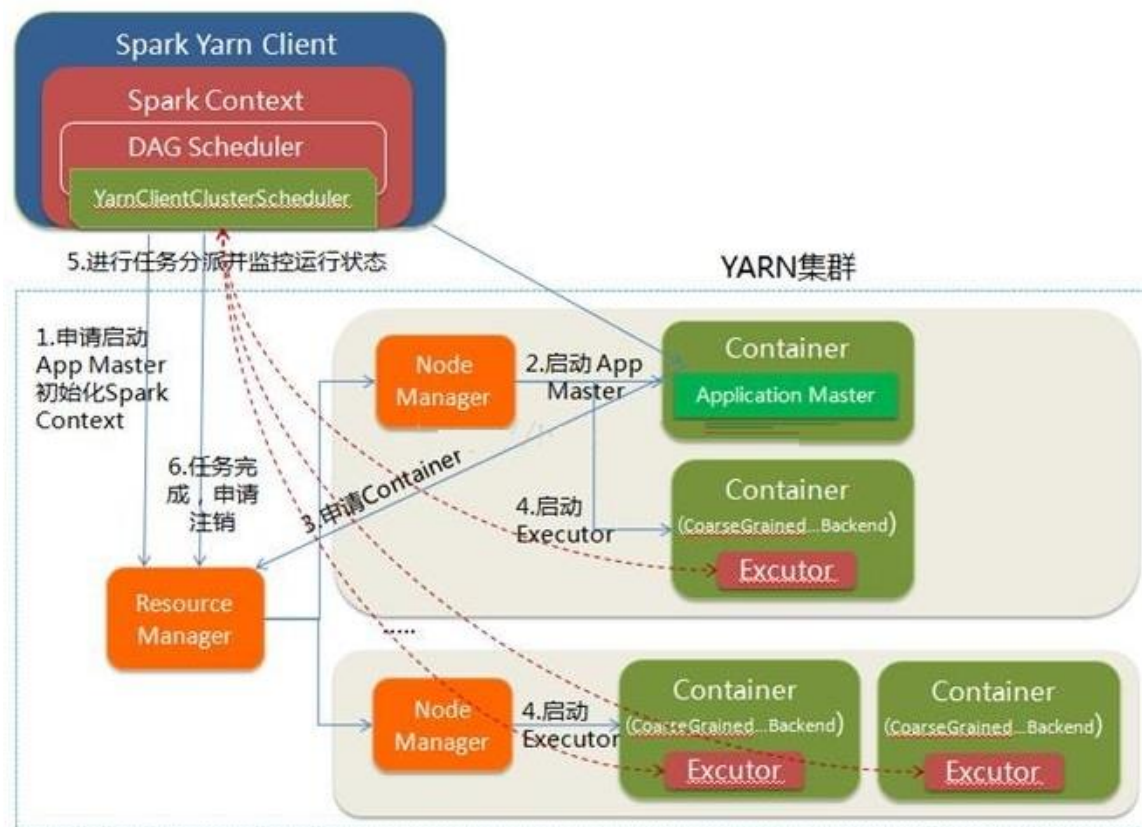 Spark Yarn Client
Spark Context
DAG Scheduler
YarnClientClusterScheduler
5.进行任务分派并监控运行状态
YARN集群
1.申请启动
App Master
初始化Spark
Context
6.任务完
成，申请
注销
3.申请Container
Node
Manager
2.启动 App
Master
Container
Application Master
4.启动
Executor
Container
(CoarseGrained...Backend)
Excutor
Resource
Manager
.....
Node
Manager
4.启动
Executor
Container
(CoarseGrained...Backend)
Excutor
Container
(CoarseGrained...Backend)
Excutor